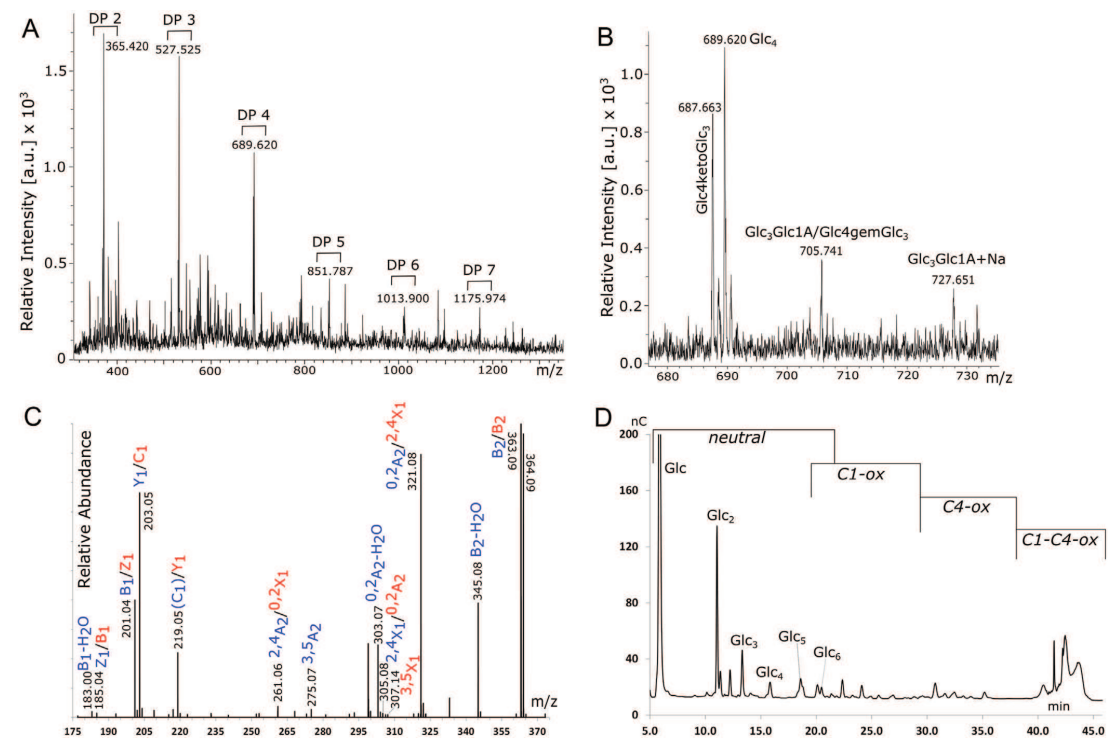 A
Relative Intensity [a.u.] x 10³
1.5
1.0
0.5
0
DP 2
365.420
DP 3
527.525
DP 4
689.620
DP 5
851.787
DP 6
1013.900
DP 7
1175.974
400
600
800
1000
1200
m/z
B
Relative Intensity [a.u.] x 10³
1.0
0.8
0.6
0.4
0.2
0.0
689.620 Glc₄
687.663
Glc4ketoGlc₃
Glc₃Glc1A/Glc4gemGlc₃
705.741
Glc₃Glc1A+Na
727.651
680
690
700
710
720
730
m/z
C
Relative Abundance
183.00 B₁-H₂O
185.04 Z₁/B₁
201.04 B₁/Z₁
Y₁/C₁
203.05
219.05 (C₁)/Y₁
261.06 2,4A₂/0,2X₁
275.07 3,5A₂
303.07 0,2A₂-H₂O
305.08
307.14 2,4X₁/0,2A₂
3,5X₁
0,2A₂/2,4X₁
321.08
345.08 B₂-H₂O
B₂/B₂
363.09
364.09
175
190
205
220
235
250
265
280
295
310
325
340
355
370
m/z
D
nC
200
160
120
80
40
0
neutral
C1-ox
C4-ox
C1-C4-ox
Glc
Glc₂
Glc₃
Glc₄
Glc₅
Glc₆
min
5.0
10.0
15.0
20.0
25.0
30.0
35.0
40.0
45.0